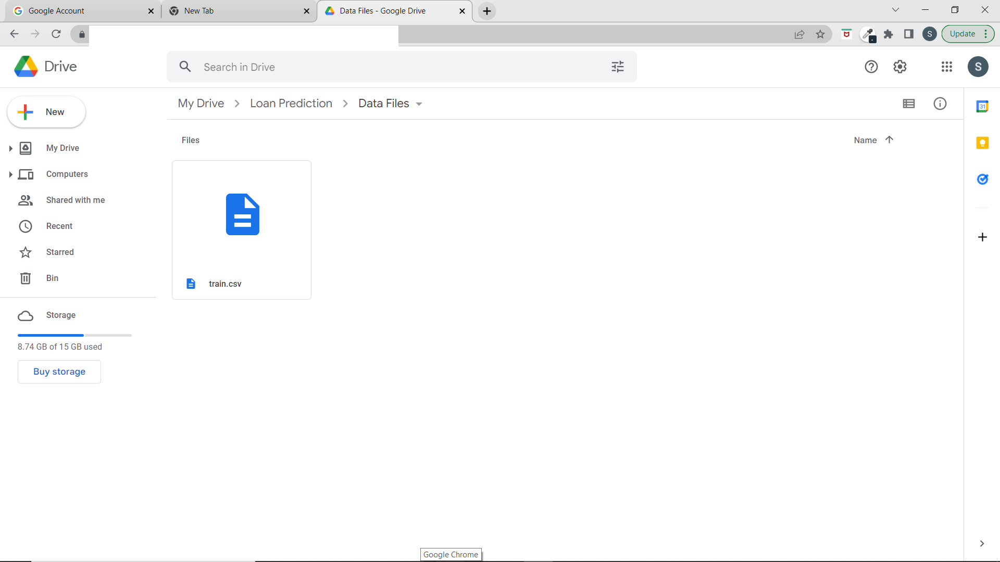 Google Account
New Tab
Data Files - Google Drive
S
Update
Drive
Search in Drive
S
New
My Drive
Loan Prediction
Data Files
31
Files
Name
My Drive
Computers
Shared with me
Recent
Starred
Bin
train.csv
Storage
8.74 GB of 15 GB used
Buy storage
Google Chrome